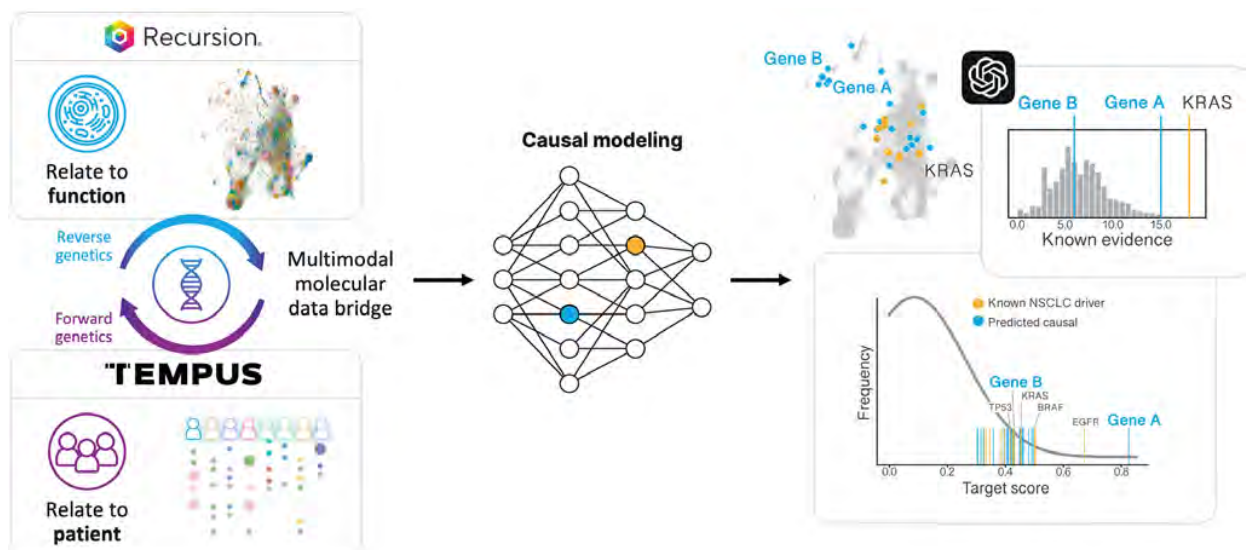 Recursion.
Relate to
function
Reverse
genetics
Forward
genetics
Multimodal
molecular
data bridge
TEMPUS
Relate to
patient
Causal modeling
Gene B
Gene A
KRAS
Gene B
Gene A
KRAS
0.0
5.0
10.0
15.0
Known evidence
Known NSCLC driver
Predicted causal
Frequency
Gene B
TP53
KRAS
BRAF
EGFR
Gene A
0.0
0.2
0.4
0.6
0.8
Target score